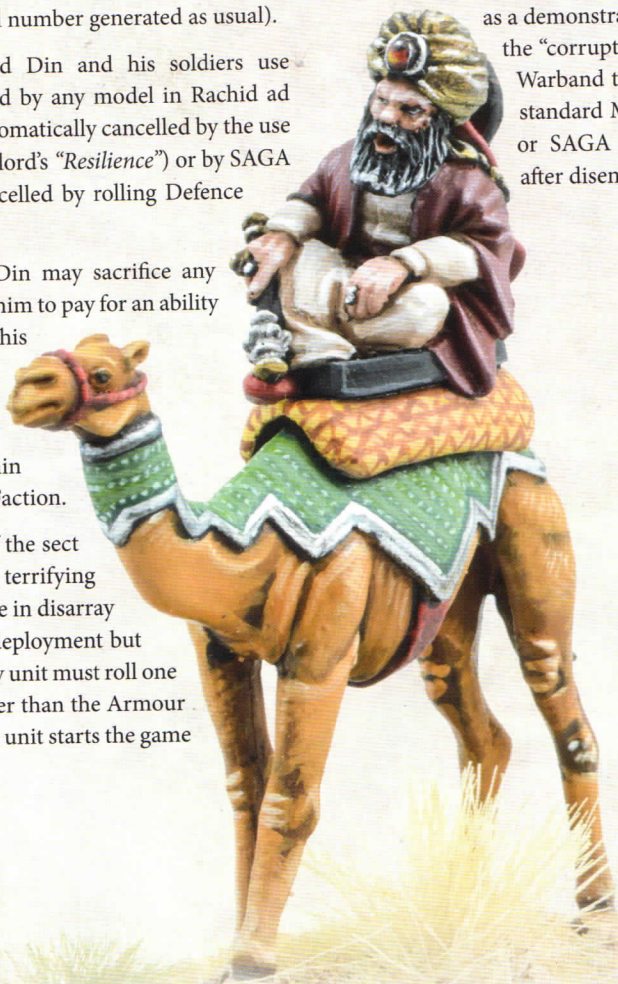 l number generated as usual).
d Din and his soldiers use
d by any model in Rachid ad
omatically cancelled by the use
lord's “Resilience”) or by SAGA
celled by rolling Defence
Din may sacrifice any
him to pay for an ability
his
in
action.
f the sect
terrifying
e in disarray
deployment but
y unit must roll one
er than the Armour
unit starts the game
as a demonstra
the “corrupt
Warband t
standard M
or SAGA
after disen